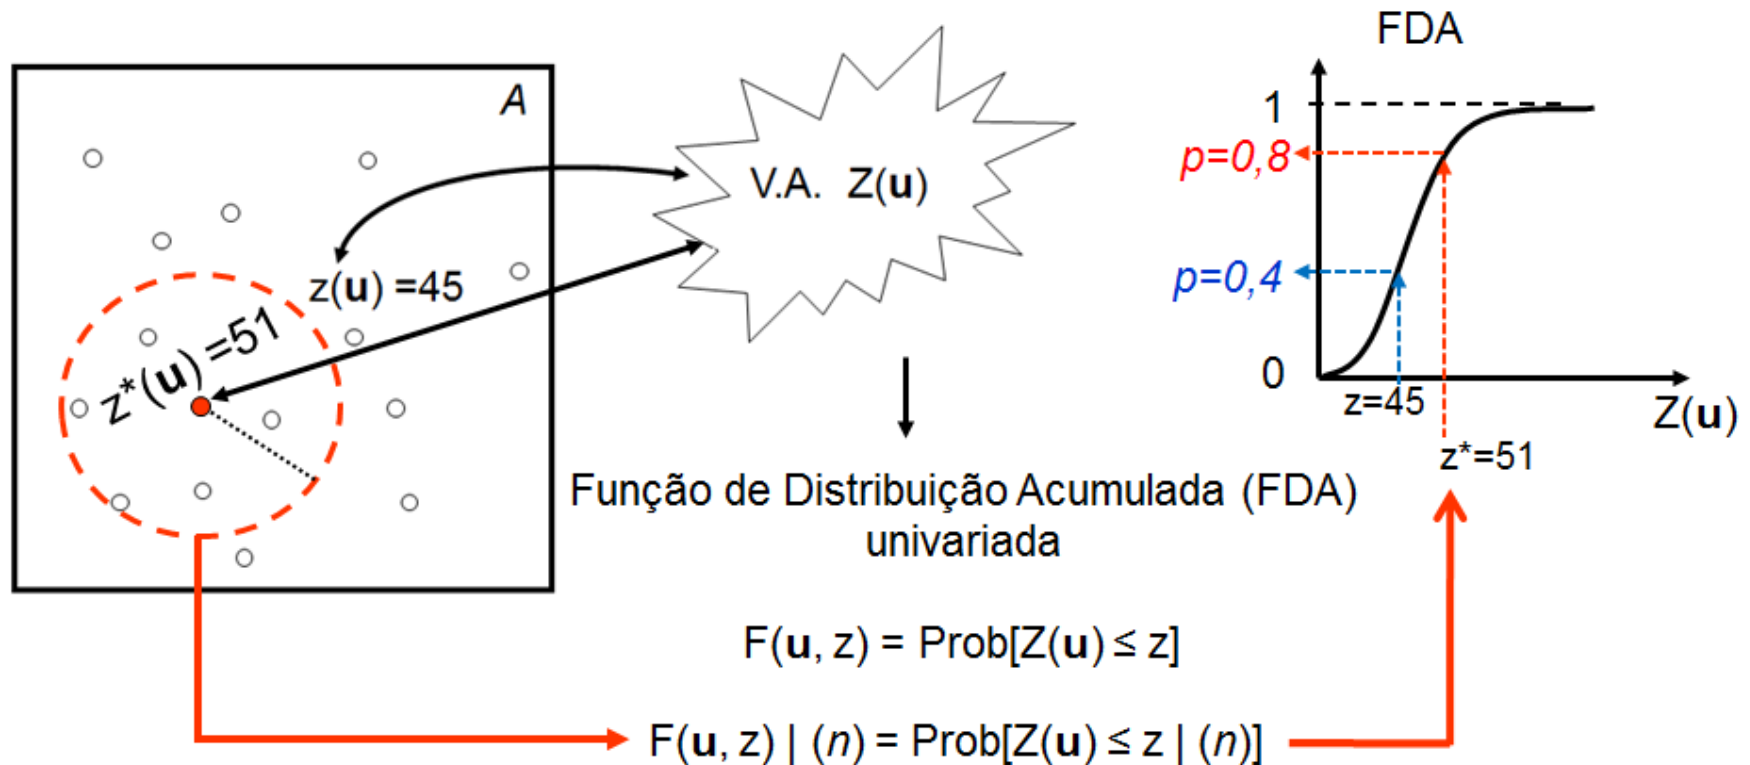 A
z(u) =45
z*(u) =51
V.A. Z(u)
Função de Distribuição Acumulada (FDA)
univariada
F(u, z) = Prob[Z(u) ≤ z]
F(u, z) | (n) = Prob[Z(u) ≤ z | (n)]
FDA
1
p=0,8
p=0,4
0
z=45
Z(u)
z*=51